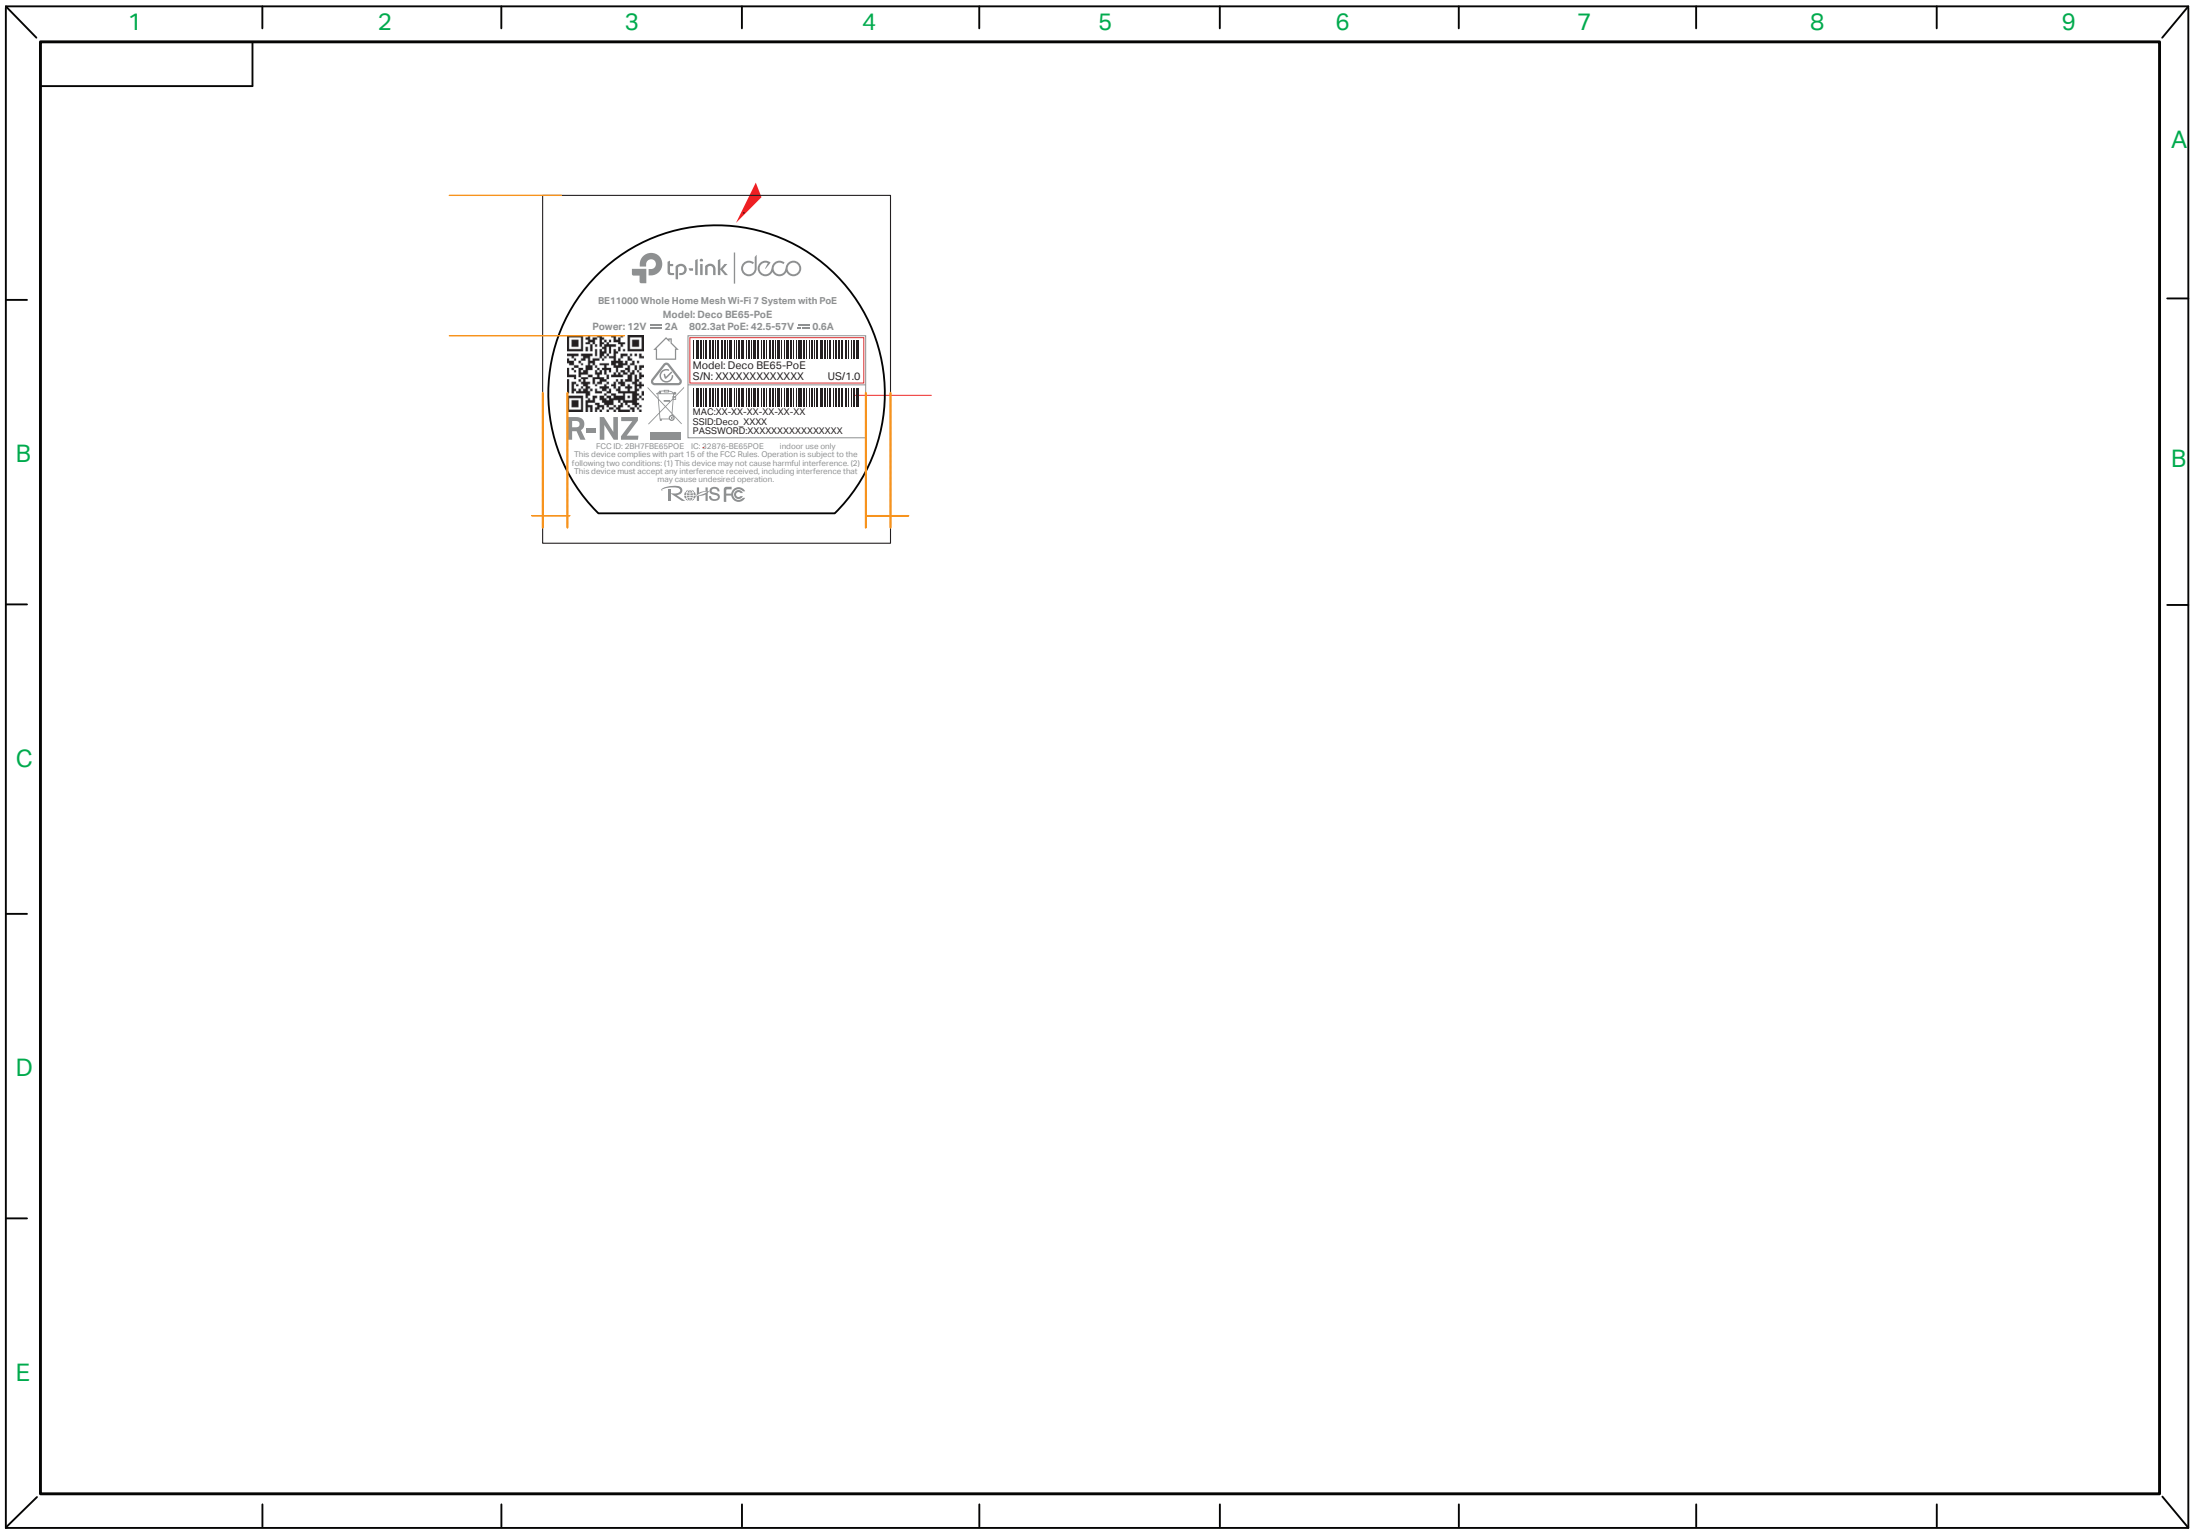 1 2 3 4 5 6 7 8 9
A
tp-link | deco
BE11000 Whole Home Mesh Wi-Fi 7 System with PoE
Model: Deco BE65-PoE
Power: 12V ⎓ 2A 802.3at PoE: 42.5-57V ⎓ 0.6A
Model: Deco BE65-PoE
S/N: XXXXXXXXXXXXX US/1.0
MAC:XX-XX-XX-XX-XX-XX
SSID:Deco_XXXX
PASSWORD:XXXXXXXXXXXXXXXX
R-NZ
FCC ID: 2BH7FBE65POE IC: 32876-BE65POE indoor use only
This device complies with part 15 of the FCC Rules. Operation is subject to the
following two conditions: (1) This device may not cause harmful interference. (2)
This device must accept any interference received, including interference that
may cause undesired operation.
RoHS FC
B B
C
D
E